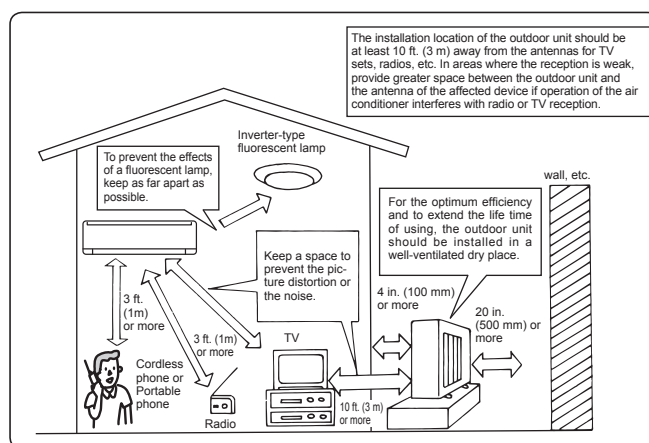 The installation location of the outdoor unit should be
at least 10 ft. (3 m) away from the antennas for TV
sets, radios, etc. In areas where the reception is weak,
provide greater space between the outdoor unit and
the antenna of the affected device if operation of the air
conditioner interferes with radio or TV reception.
Inverter-type
fluorescent lamp
To prevent the effects
of a fluorescent lamp,
keep as far apart as
possible.
wall, etc.
For the optimum efficiency
and to extend the life time
of using, the outdoor unit
should be installed in a
well-ventilated dry place.
Keep a space to
prevent the pic-
ture distortion or
the noise.
4 in. (100 mm)
or more
20 in.
(500 mm) or
more
3 ft.
(1m)
or more
3 ft. (1m)
or more
TV
Cordless
phone or
Portable
phone
Radio
10 ft. (3 m)
or more